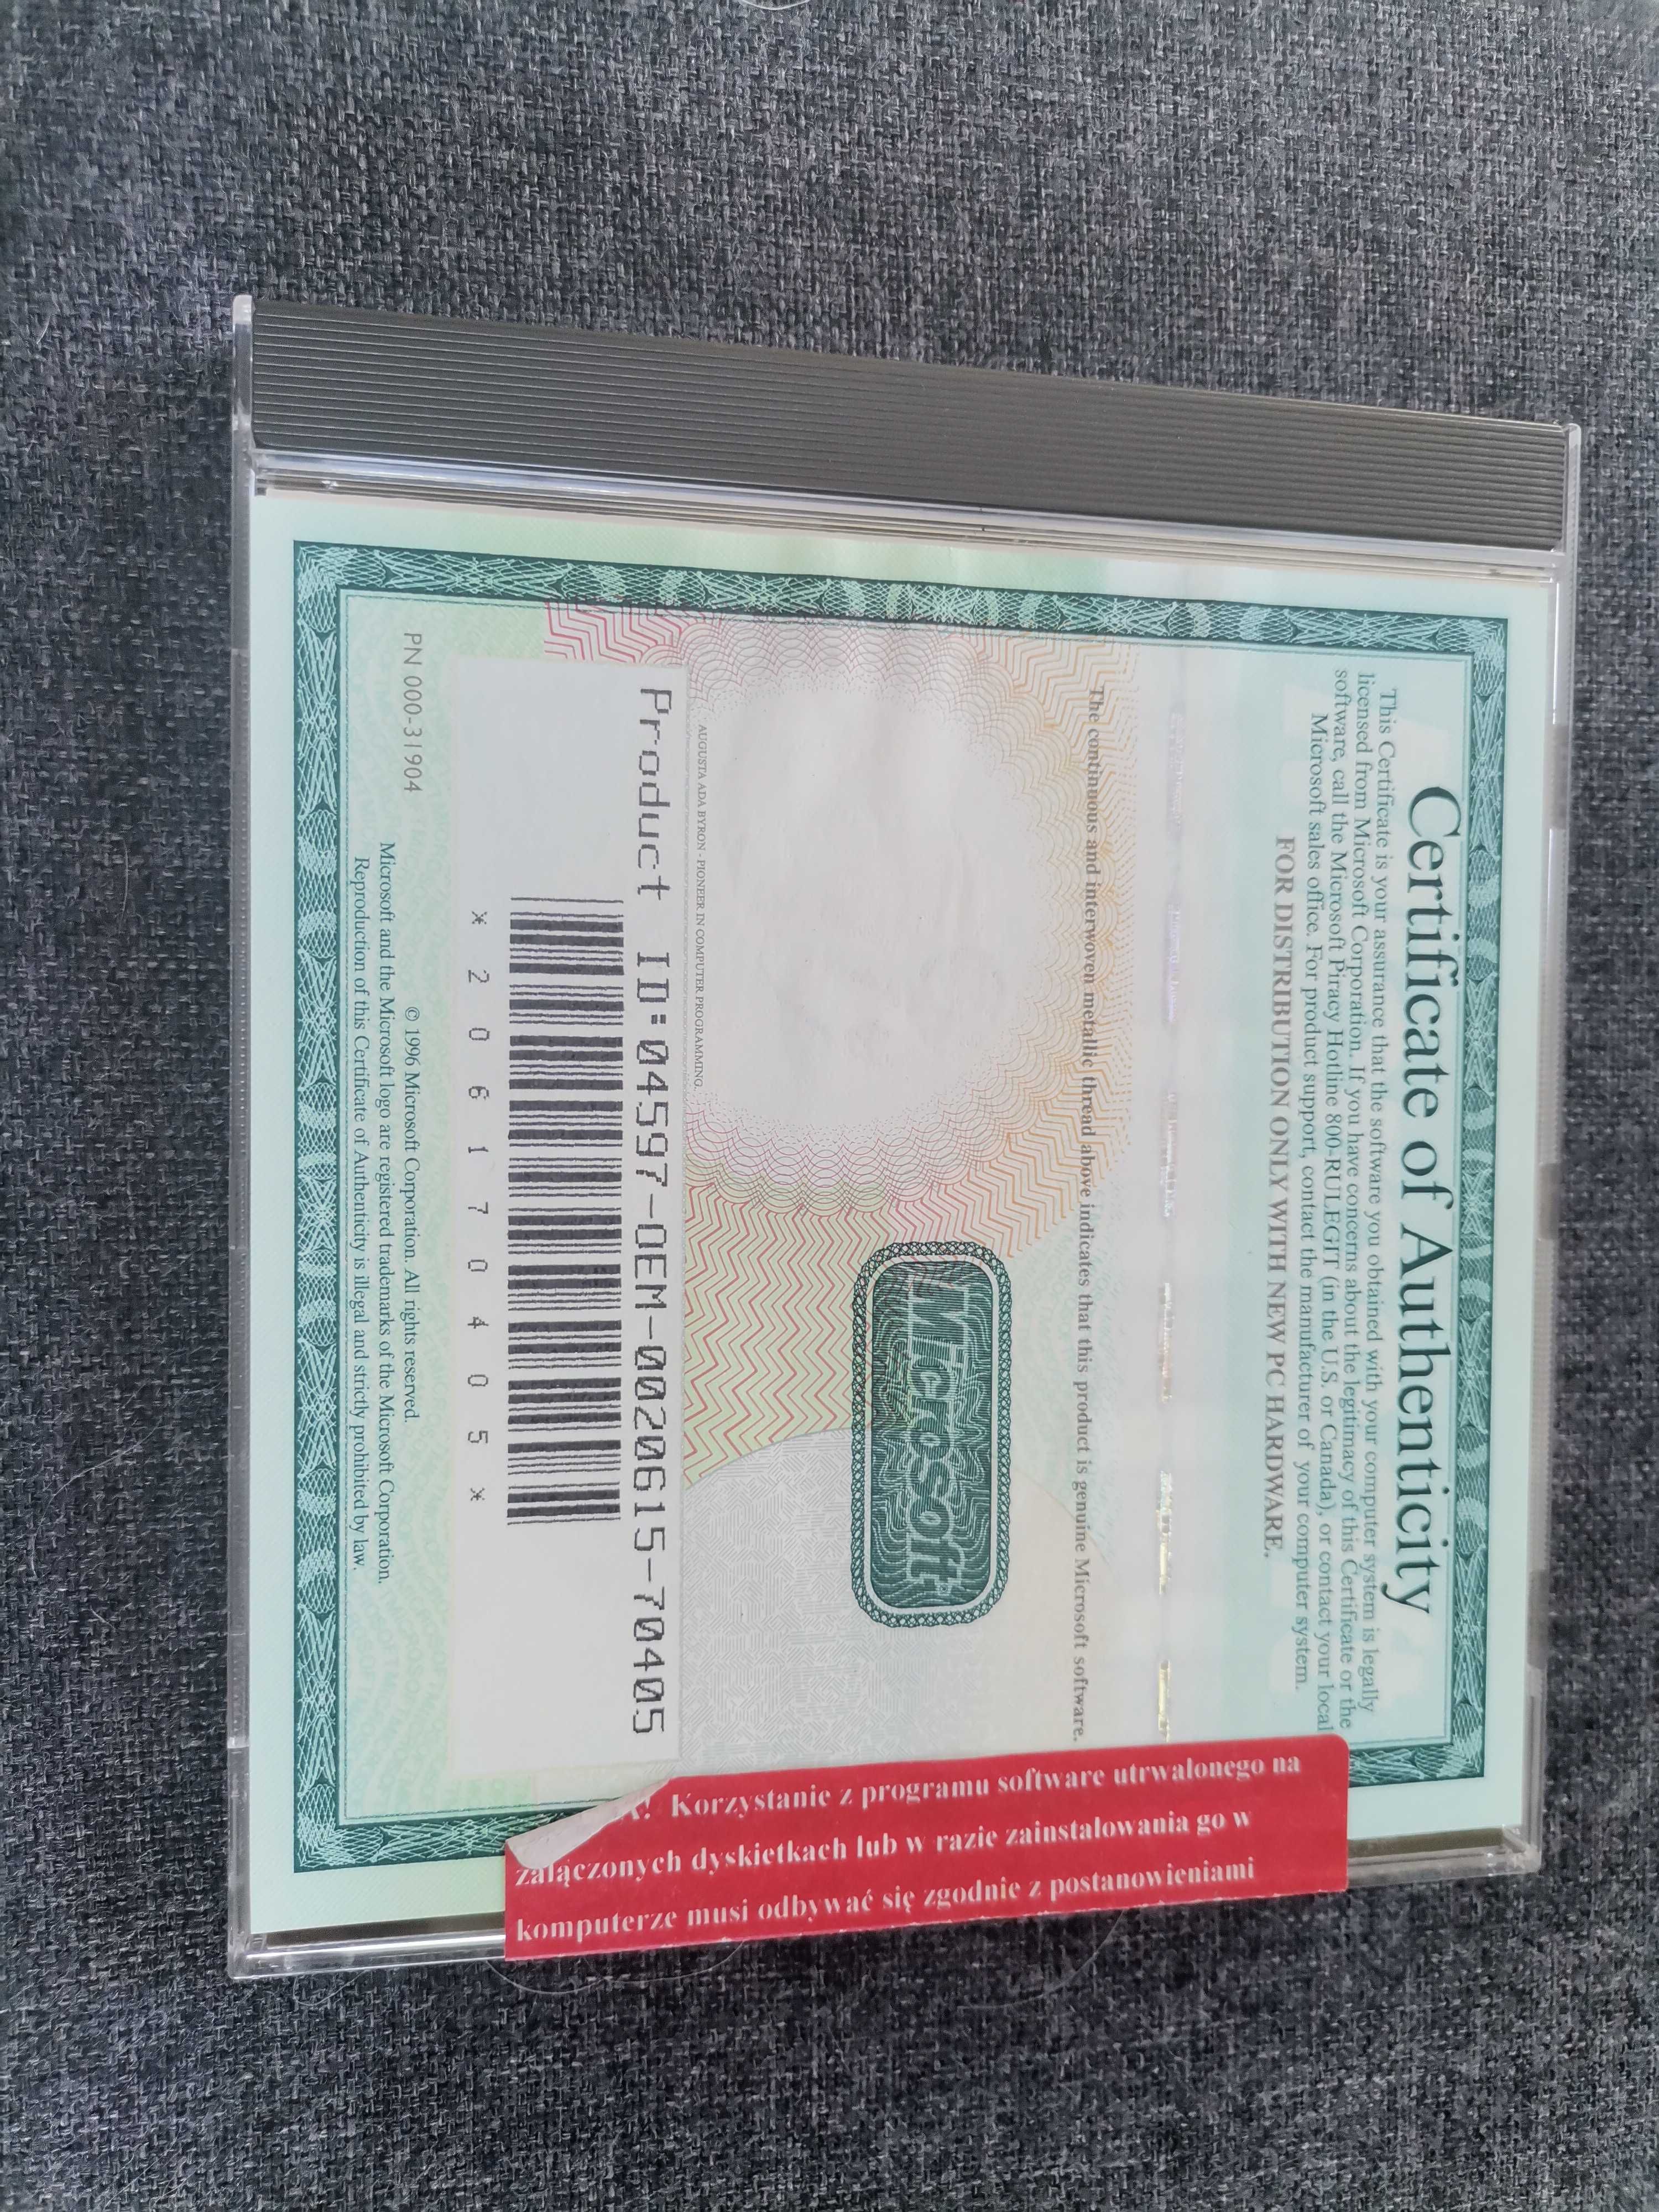 Certificate of Authenticity
This Certificate is your assurance that the software you obtained with your computer system is legally
licensed from Microsoft Corporation. If you have concerns about the legitimacy of this Certificate or the
software, call the Microsoft Piracy Hotline 800-RULEGIT (in the U.S. or Canada), or contact your local
Microsoft sales office. For product support, contact the manufacturer of your computer system.
FOR DISTRIBUTION ONLY WITH NEW PC HARDWARE.
The continuous and interwoven metallic thread above indicates that this product is genuine Microsoft software.
Microsoft
AUGUSTA ADA BYRON - PIONEER IN COMPUTER PROGRAMMING.
Product ID:04597-OEM-0020615-70405
* 2 0 6 1 7 0 4 0 5 *
PN 000-31904
© 1996 Microsoft Corporation. All rights reserved.
Microsoft and the Microsoft logo are registered trademarks of the Microsoft Corporation.
Reproduction of this Certificate of Authenticity is illegal and strictly prohibited by law.
A! Korzystanie z programu software utrwalonego na
załączonych dyskietkach lub w razie zainstalowania go w
komputerze musi odbywać się zgodnie z postanowieniami